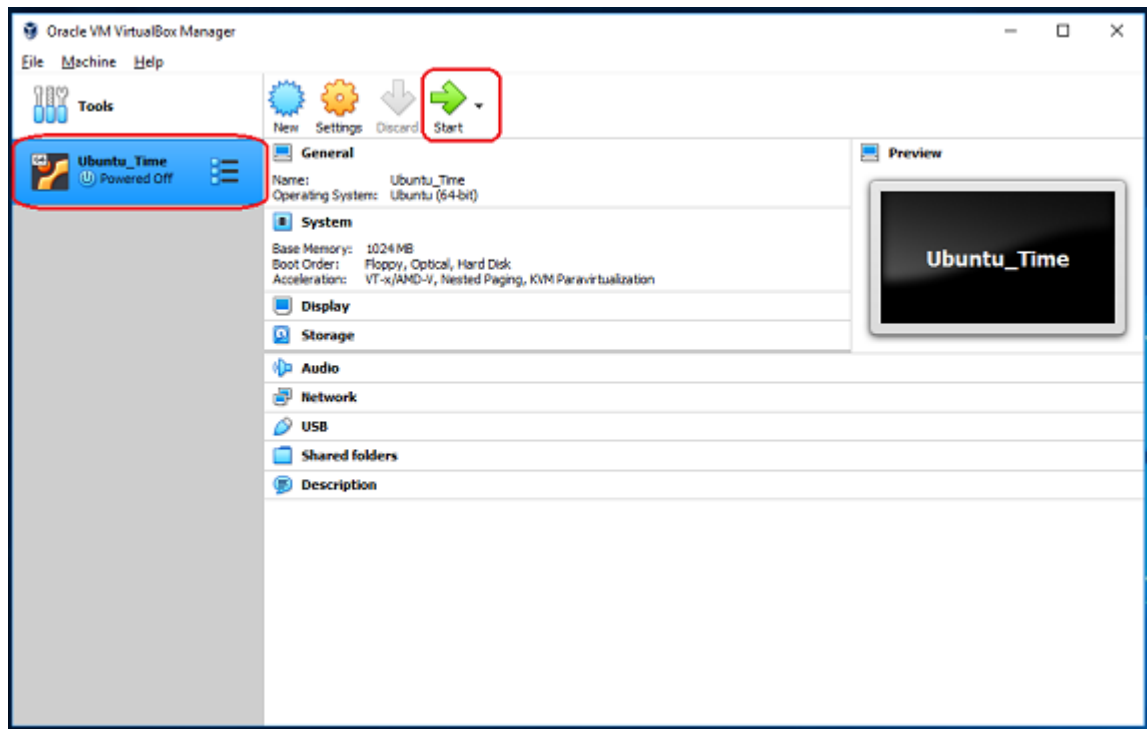 Oracle VM VirtualBox Manager
File Machine Help
Tools
New Settings Discard Start
Ubuntu_Time
Powered Off
64
General
Name: Ubuntu_Time
Operating System: Ubuntu (64-bit)
System
Base Memory: 1024 MB
Boot Order: Floppy, Optical, Hard Disk
Acceleration: VT-x/AMD-V, Nested Paging, KVM Paravirtualization
Display
Storage
Audio
Network
USB
Shared folders
Description
Preview
Ubuntu_Time